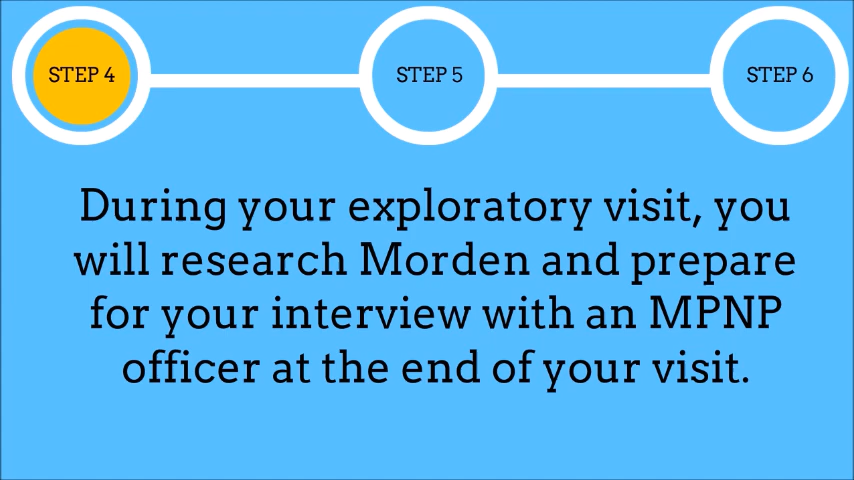 STEP 4
STEP 5
STEP 6
During your exploratory visit, you
will research Morden and prepare
for your interview with an MPNP
officer at the end of your visit.